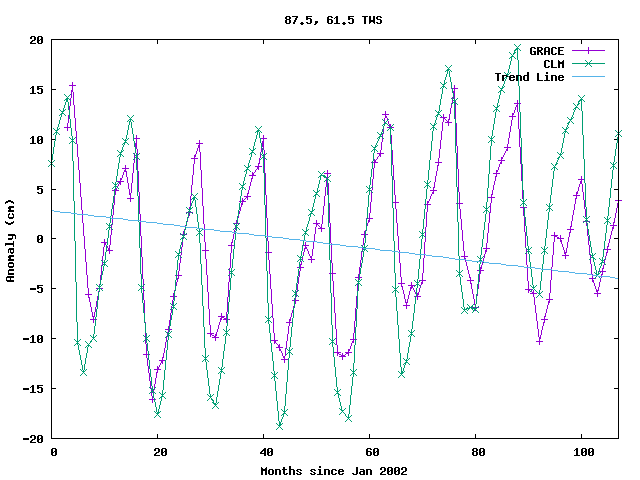 87.5, 61.5 TWS
GRACE
CLM
Trend Line
20
15
10
5
0
-5
-10
-15
-20
Anomaly (cm)
0 20 40 60 80 100
Months since Jan 2002